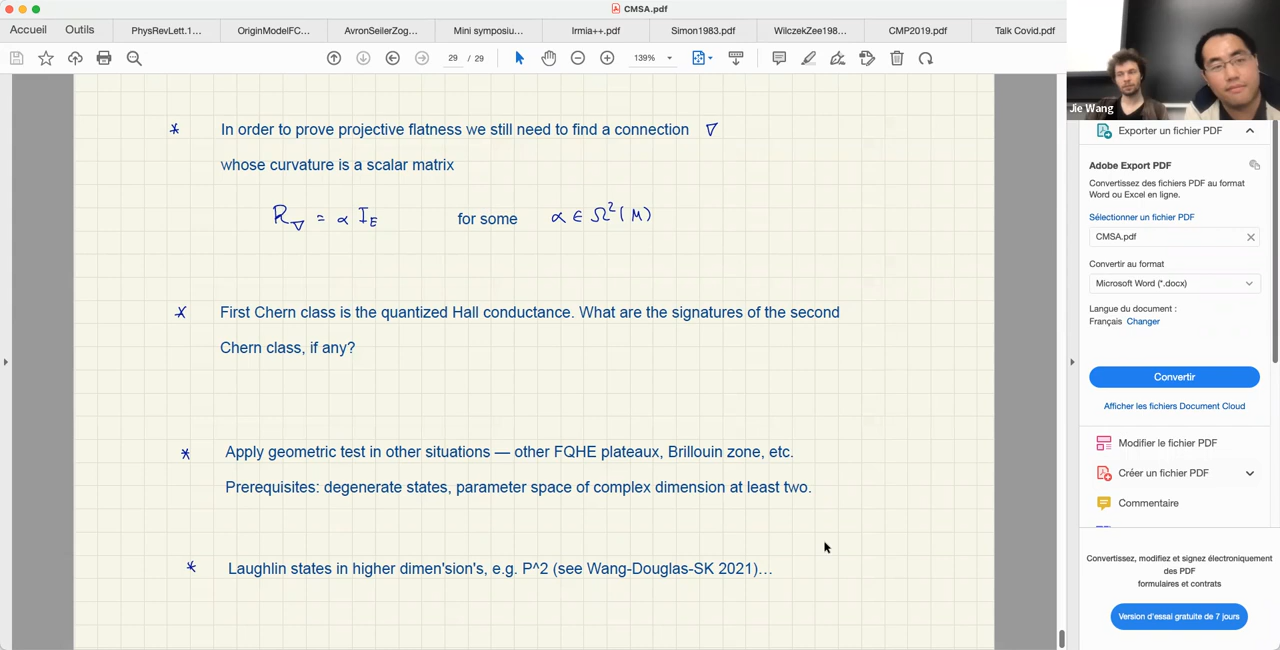 CMSA.pdf
Accueil Outils PhysRevLett.1... OriginModelFC... AvronSeilerZog... Mini symposiu... Irmia++.pdf Simon1983.pdf WilczekZee198... CMP2019.pdf Talk Covid.pdf
29 / 29 139%
Jie Wang
* In order to prove projective flatness we still need to find a connection ∇
whose curvature is a scalar matrix
R_∇ = α I_E for some α ∈ Ω²(M)
* First Chern class is the quantized Hall conductance. What are the signatures of the second
Chern class, if any?
* Apply geometric test in other situations — other FQHE plateaux, Brillouin zone, etc.
Prerequisites: degenerate states, parameter space of complex dimension at least two.
* Laughlin states in higher dimen'sion's, e.g. P^2 (see Wang-Douglas-SK 2021)…
Exporter un fichier PDF
Adobe Export PDF
Convertissez des fichiers PDF au format
Word ou Excel en ligne.
Sélectionner un fichier PDF
CMSA.pdf
Convertir au format
Microsoft Word (*.docx)
Langue du document :
Français Changer
Convertir
Afficher les fichiers Document Cloud
Modifier le fichier PDF
Créer un fichier PDF
Commentaire
Convertissez, modifiez et signez électroniquement
des PDF
formulaires et contrats
Version d'essai gratuite de 7 jours